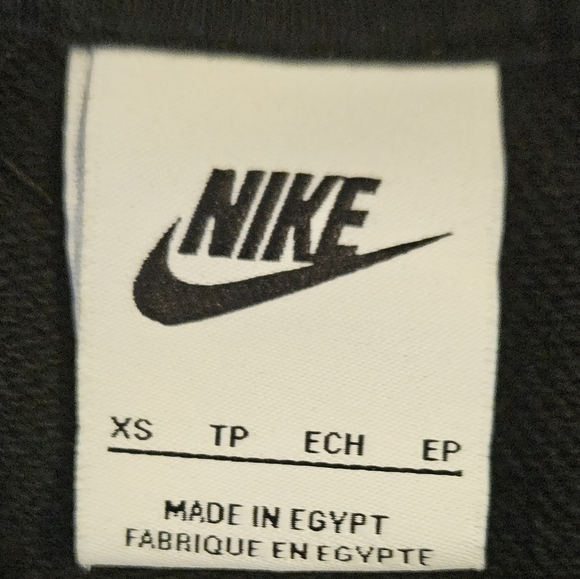 NIKE
XS TP ECH EP
MADE IN EGYPT
FABRIQUE EN EGYPTE